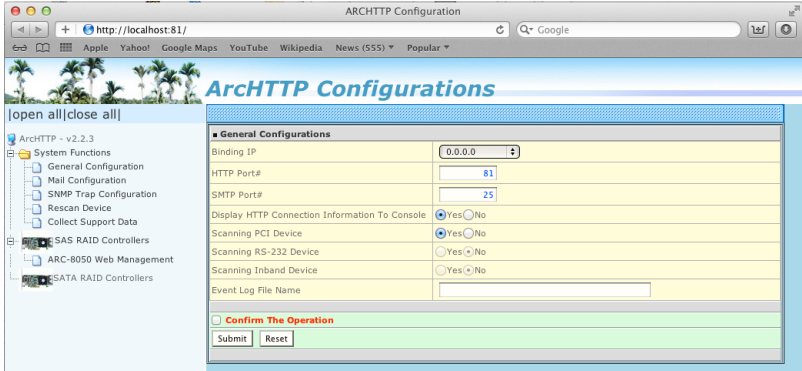 ARCHTTP Configuration
http://localhost:81/
Google
Apple Yahoo! Google Maps YouTube Wikipedia News (555) Popular
ArcHTTP Configurations
|open all|close all|
ArcHTTP - v2.2.3
System Functions
General Configuration
Mail Configuration
SNMP Trap Configuration
Rescan Device
Collect Support Data
SAS RAID Controllers
ARC-8050 Web Management
SATA RAID Controllers
General Configurations
Binding IP 0.0.0.0
HTTP Port# 81
SMTP Port# 25
Display HTTP Connection Information To Console Yes No
Scanning PCI Device Yes No
Scanning RS-232 Device Yes No
Scanning Inband Device Yes No
Event Log File Name
Confirm The Operation
Submit Reset